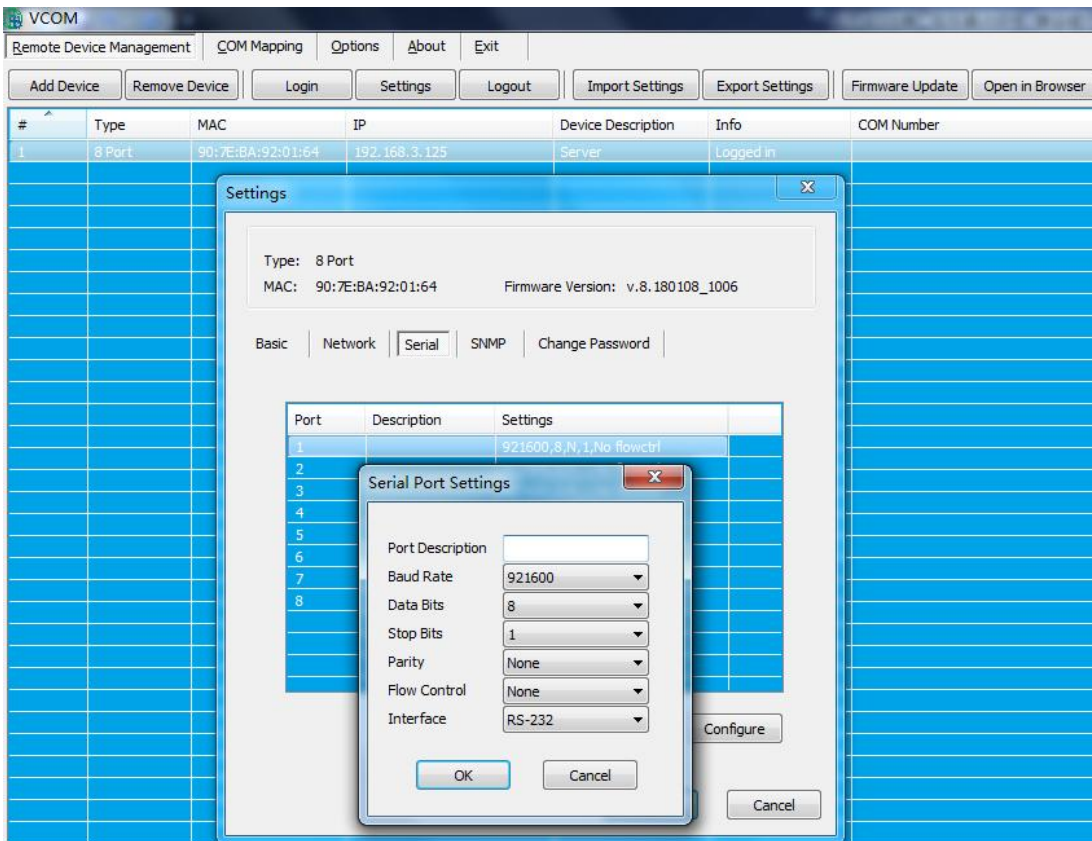 VCOM
Remote Device Management COM Mapping Options About Exit
Add Device Remove Device Login Settings Logout Import Settings Export Settings Firmware Update Open in Browser
# Type MAC IP Device Description Info COM Number
1 8 Port 90:7E:BA:92:01:64 192.168.3.125 Server Logged in
Settings
Type: 8 Port
MAC: 90:7E:BA:92:01:64 Firmware Version: v.8.180108_1006
Basic Network Serial SNMP Change Password
Port Description Settings
1 921600,8,N,1,No flowctrl
2
3
4
5
6
7
8
Serial Port Settings
Port Description
Baud Rate 921600
Data Bits 8
Stop Bits 1
Parity None
Flow Control None
Interface RS-232
OK Cancel
Configure
Cancel